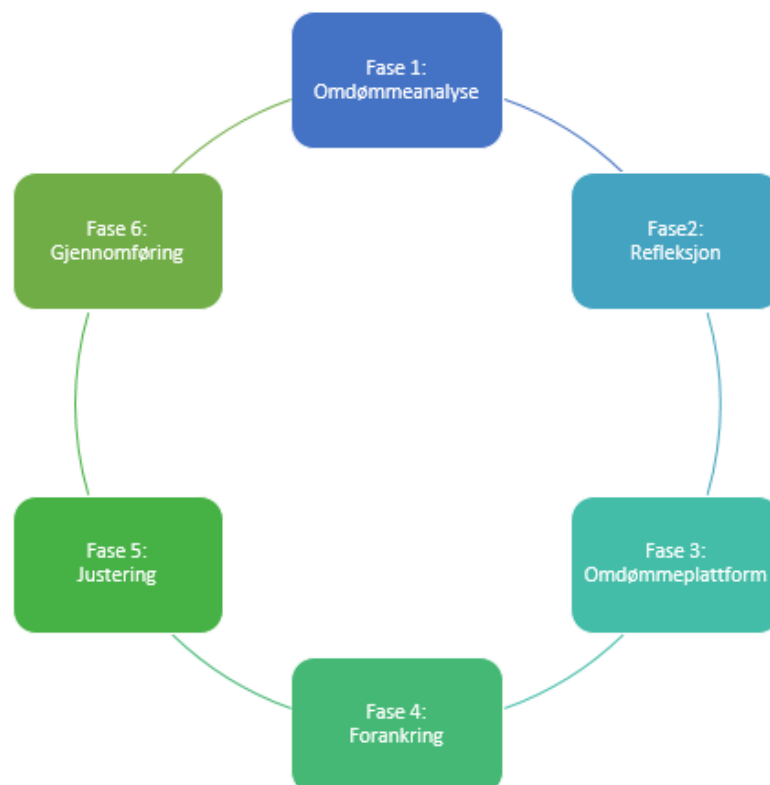 Fase 1:
Omdømmeanalyse
Fase2:
Refleksjon
Fase 3:
Omdømmeplattform
Fase 4:
Forankring
Fase 5:
Justering
Fase 6:
Gjennomføring